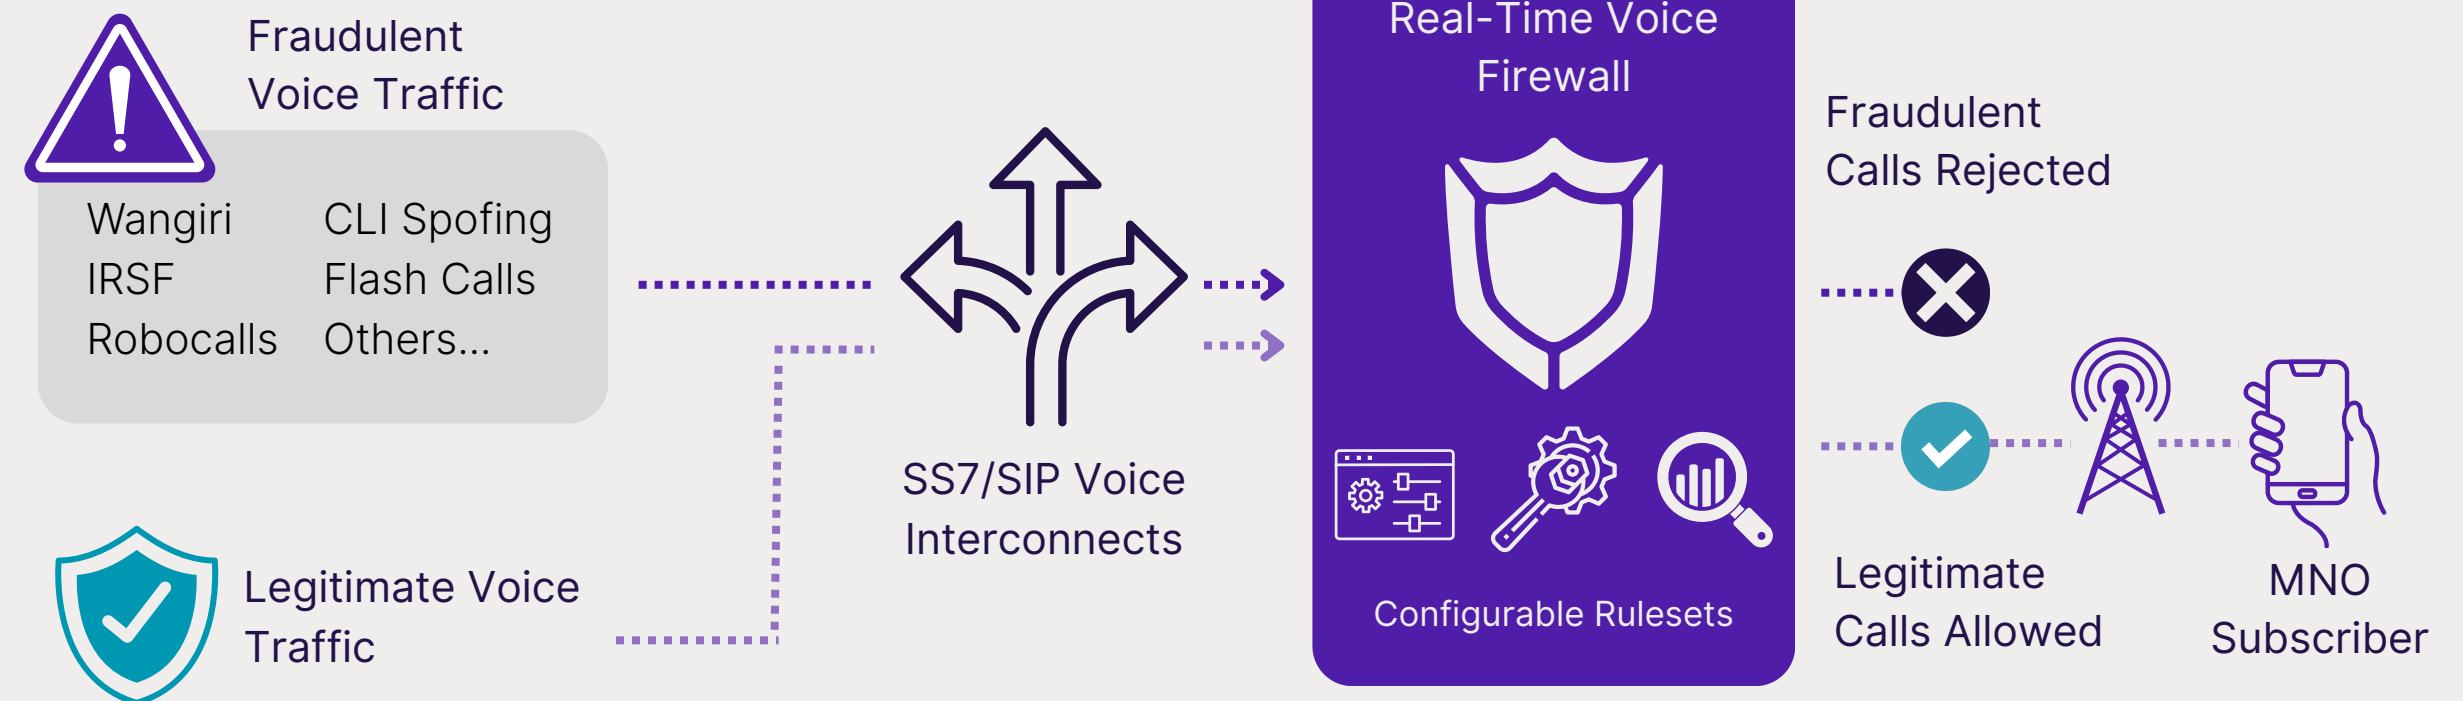 Fraudulent
Voice Traffic
Wangiri
IRSF
Robocalls
CLI Spofing
Flash Calls
Others...
Legitimate Voice
Traffic
SS7/SIP Voice
Interconnects
Real-Time Voice
Firewall
Configurable Rulesets
Fraudulent
Calls Rejected
Legitimate
Calls Allowed
MNO
Subscriber